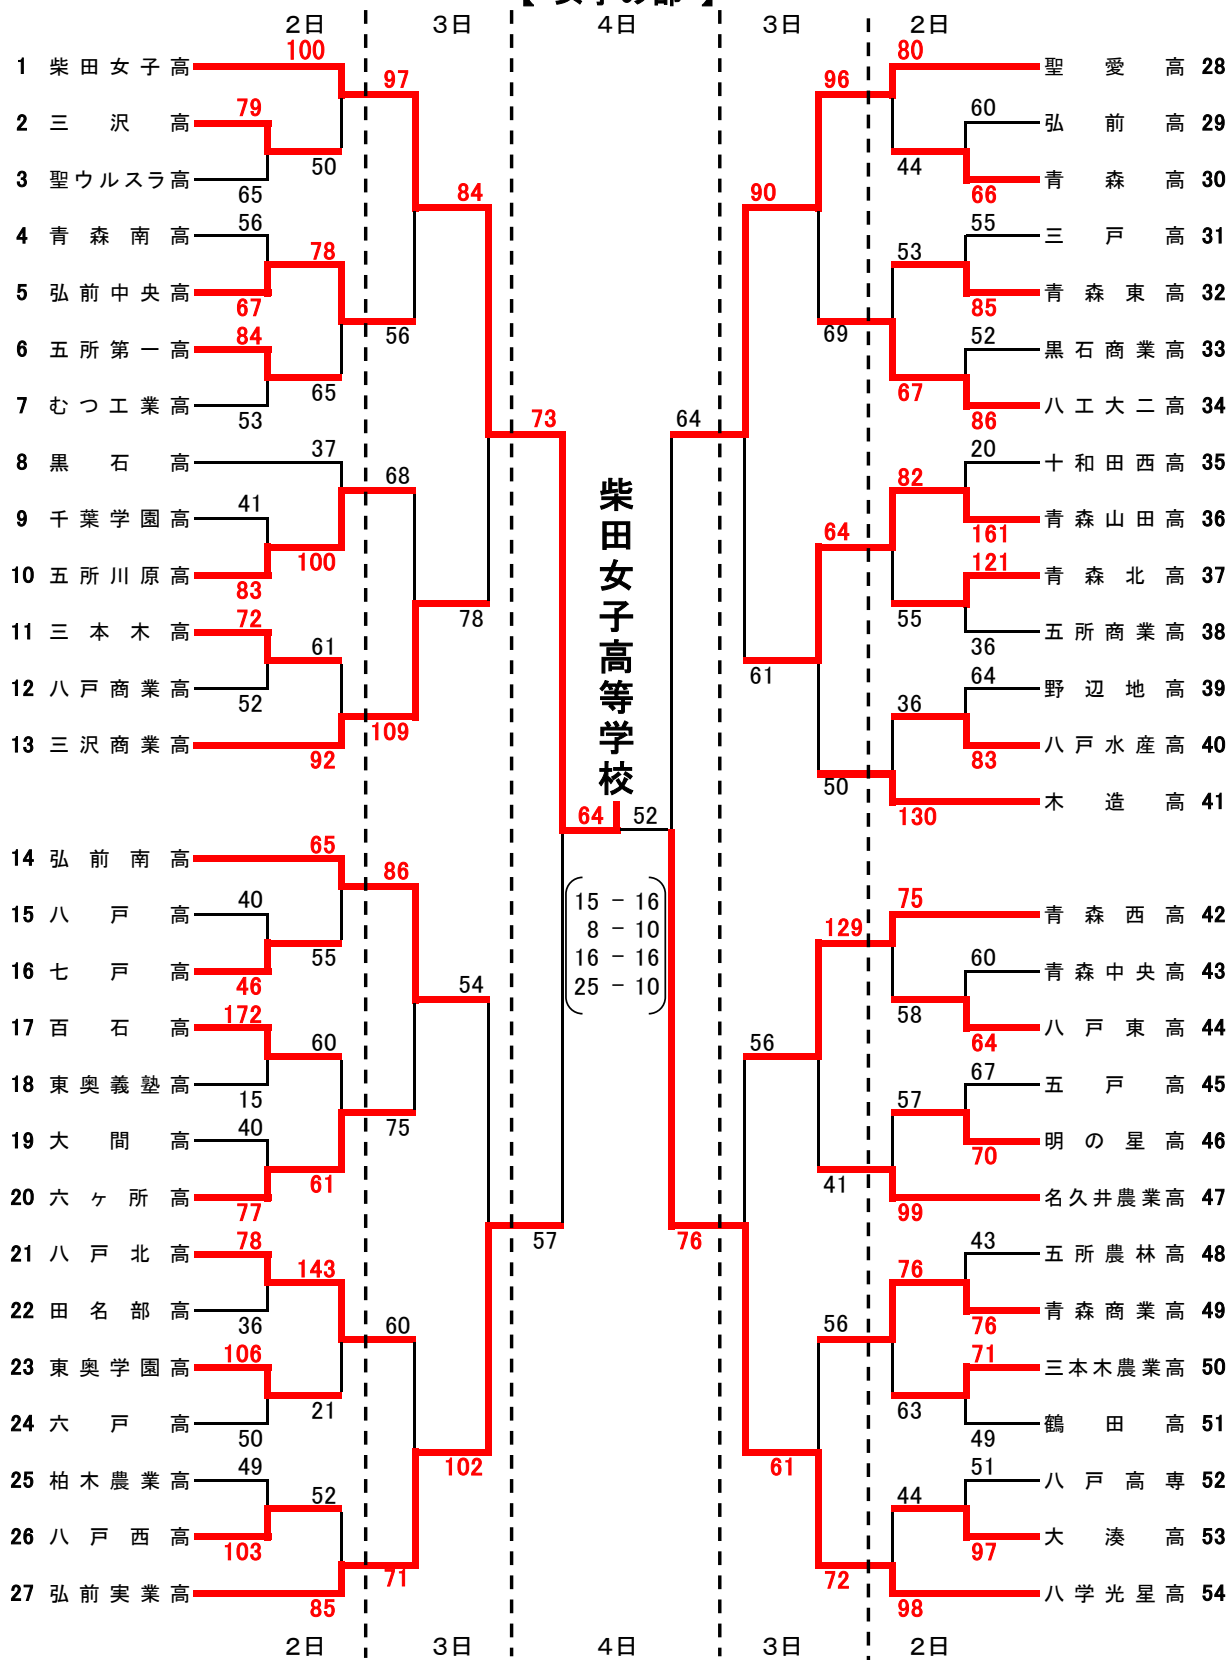 【 女子の部 】
2日 3日 4日 3日 2日
1 柴田女子高 100 97 96 80 聖愛高 28
2 三沢高 79 60 弘前高 29
3 聖ウルスラ高 65 50 44 66 青森高 30
84 90
4 青森南高 56 55 三戸高 31
78 53
5 弘前中央高 67 85 青森東高 32
6 五所第一高 84 56 69 52 黒石商業高 33
7 むつ工業高 53 65 67 86 八工大二高 34
73 64
8 黒石高 37 68 82 20 十和田西高 35
9 千葉学園高 41 64 161 青森山田高 36
10 五所川原高 83 100 121 青森北高 37
11 三本木高 72 78 55 36 五所商業高 38
61 61
12 八戸商業高 52 64 野辺地高 39
109 36
13 三沢商業高 92 83 八戸水産高 40
50
130 木造高 41
柴田女子高等学校
64 52
14 弘前南高 65 86
15 八戸高 40 75 青森西高 42
129
16 七戸高 46 55 60 青森中央高 43
15 - 16
8 - 10
16 - 16
25 - 10
17 百石高 172 54 58 64 八戸東高 44
60 56
18 東奥義塾高 15 67 五戸高 45
75 57
19 大間高 40 70 明の星高 46
20 六ヶ所高 77 61 41 99 名久井農業高 47
21 八戸北高 78 57 76 43 五所農林高 48
143 76
22 田名部高 36 76 青森商業高 49
60 56
23 東奥学園高 106 71 三本木農業高 50
24 六戸高 50 21 63 49 鶴田高 51
25 柏木農業高 49 102 61 51 八戸高専 52
52 44
26 八戸西高 103 97 大湊高 53
71 72
27 弘前実業高 85 98 八学光星高 54
2日 3日 4日 3日 2日